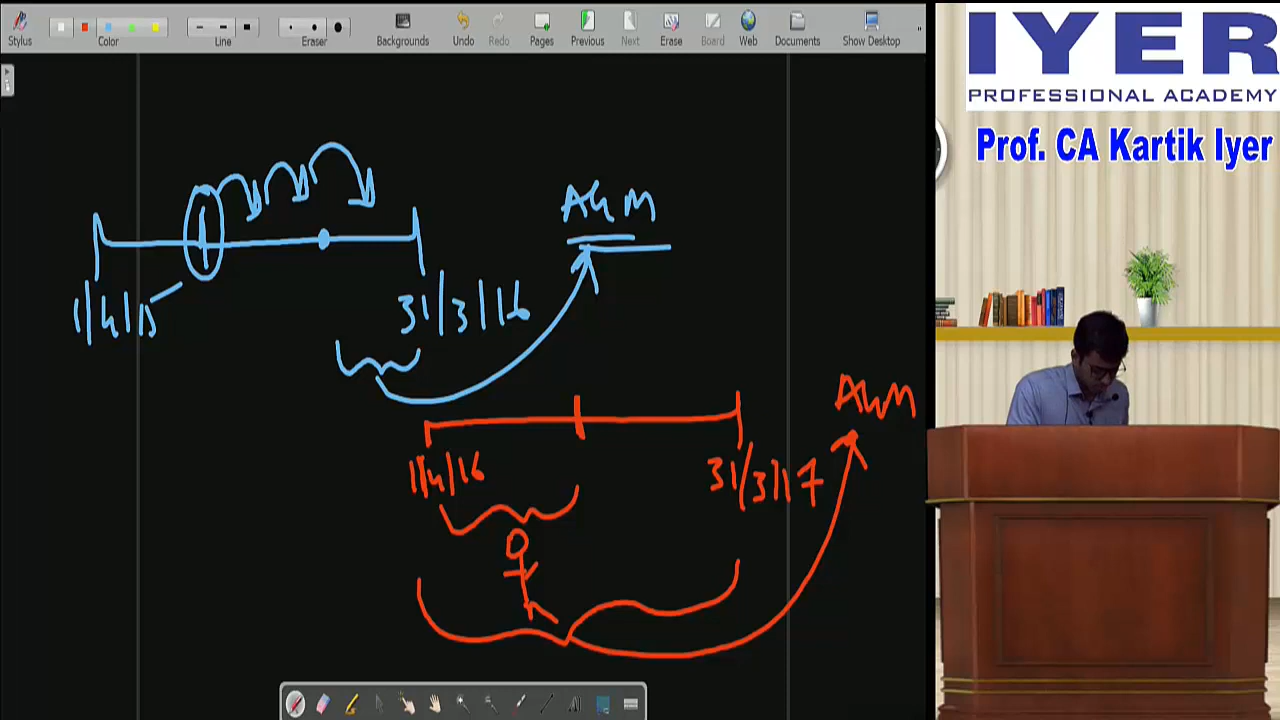 Stylus
Color
Line
Eraser
Backgrounds
Undo
Redo
Pages
Previous
Next
Erase
Board
Web
Documents
Show Desktop
IYER
PROFESSIONAL ACADEMY
Prof. CA Kartik Iyer
AGM
1/4/15
31/3/16
AGM
1/4/16
31/3/17